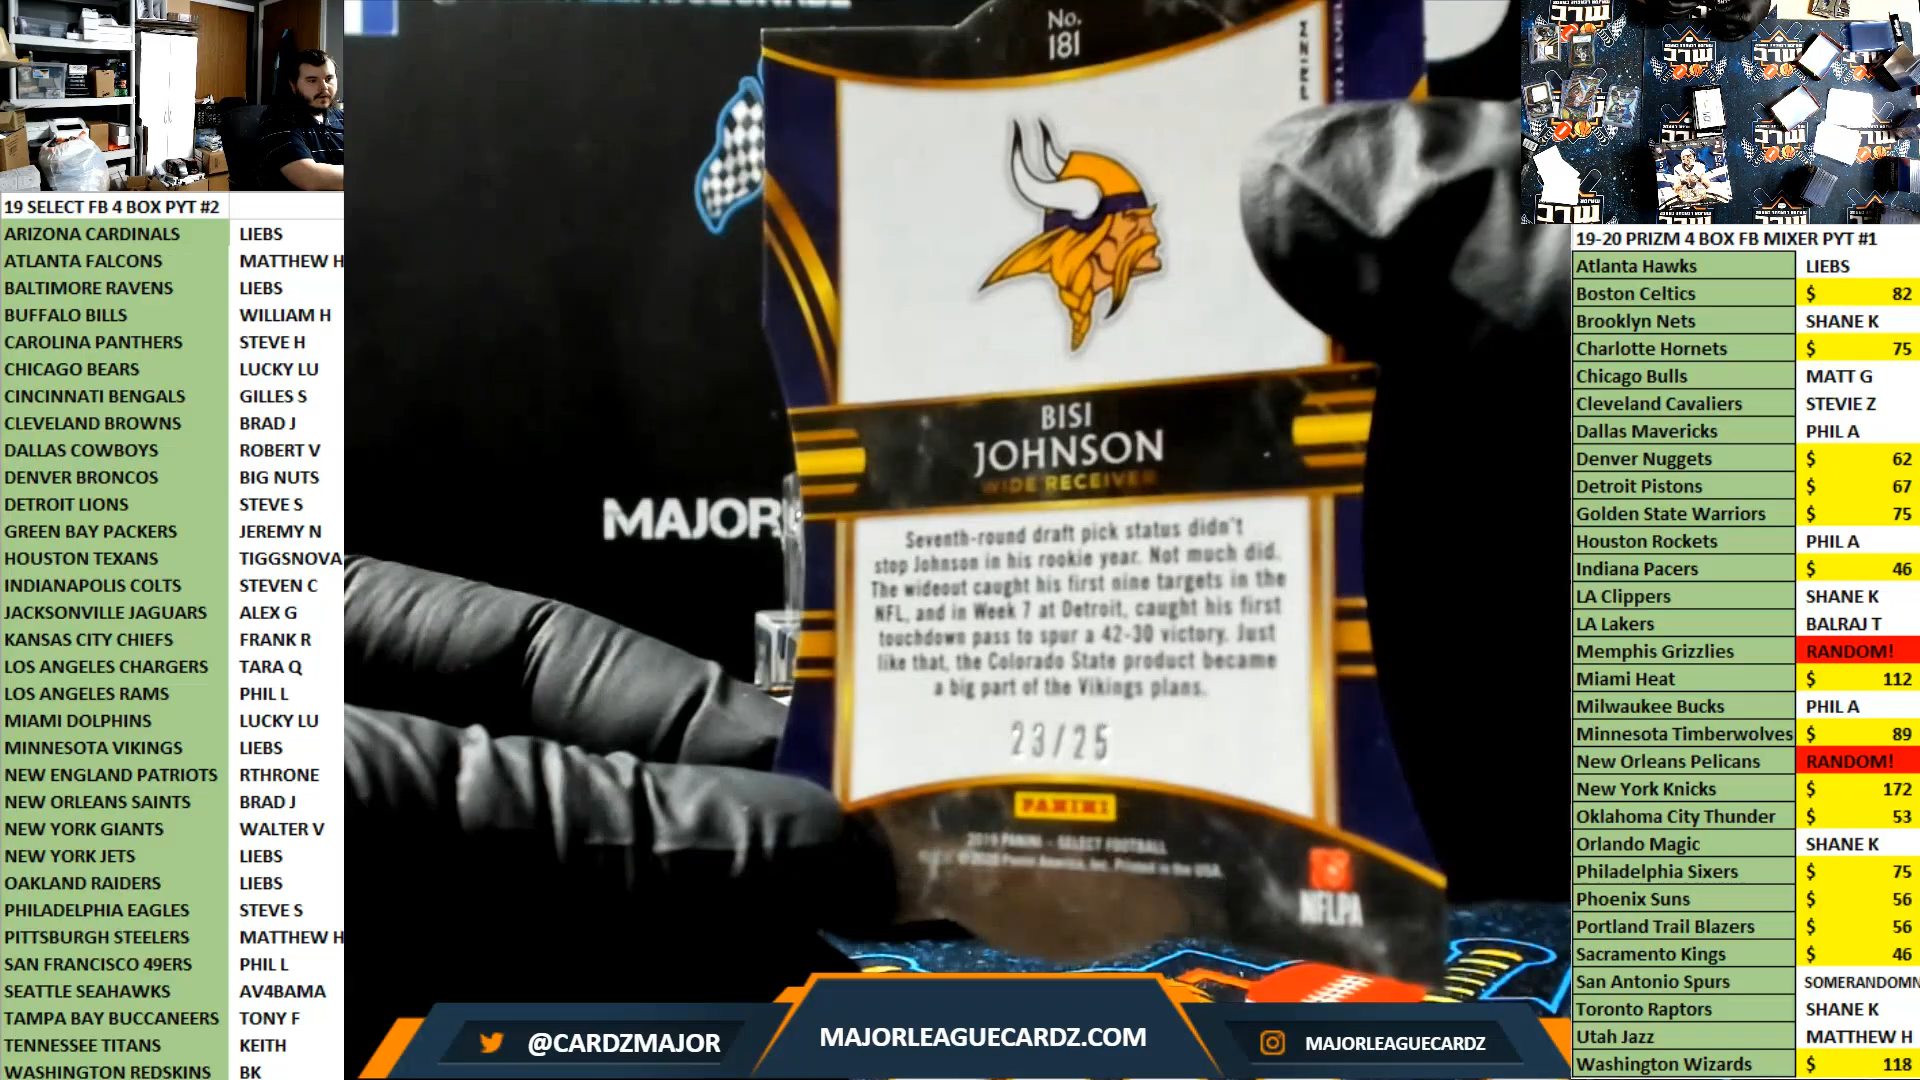 19 SELECT FB 4 BOX PYT #2
ARIZONA CARDINALS LIEBS
ATLANTA FALCONS MATTHEW H
BALTIMORE RAVENS LIEBS
BUFFALO BILLS WILLIAM H
CAROLINA PANTHERS STEVE H
CHICAGO BEARS LUCKY LU
CINCINNATI BENGALS GILLES S
CLEVELAND BROWNS BRAD J
DALLAS COWBOYS ROBERT V
DENVER BRONCOS BIG NUTS
DETROIT LIONS STEVE S
GREEN BAY PACKERS JEREMY N
HOUSTON TEXANS TIGGSNOVA
INDIANAPOLIS COLTS STEVEN C
JACKSONVILLE JAGUARS ALEX G
KANSAS CITY CHIEFS FRANK R
LOS ANGELES CHARGERS TARA Q
LOS ANGELES RAMS PHIL L
MIAMI DOLPHINS LUCKY LU
MINNESOTA VIKINGS LIEBS
NEW ENGLAND PATRIOTS RTHRONE
NEW ORLEANS SAINTS BRAD J
NEW YORK GIANTS WALTER V
NEW YORK JETS LIEBS
OAKLAND RAIDERS LIEBS
PHILADELPHIA EAGLES STEVE S
PITTSBURGH STEELERS MATTHEW H
SAN FRANCISCO 49ERS PHIL L
SEATTLE SEAHAWKS AV4BAMA
TAMPA BAY BUCCANEERS TONY F
TENNESSEE TITANS KEITH
WASHINGTON REDSKINS BK
No.
181
PRIZM
MAJOR
BISI
JOHNSON
WIDE RECEIVER
Seventh-round draft pick status didn't
stop Johnson in his rookie year. Not much did.
The wideout caught his first nine targets in the
NFL, and in Week 7 at Detroit, caught his first
touchdown pass to spur a 42-30 victory. Just
like that, the Colorado State product became
a big part of the Vikings plans.
23/25
PANINI
2019 PANINI - SELECT FOOTBALL
© 2020 Panini America, Inc. Printed in the USA.
NFLPA
@CARDZMAJOR
MAJORLEAGUECARDZ.COM
MAJORLEAGUECARDZ
19-20 PRIZM 4 BOX FB MIXER PYT #1
Atlanta Hawks LIEBS
Boston Celtics $ 82
Brooklyn Nets SHANE K
Charlotte Hornets $ 75
Chicago Bulls MATT G
Cleveland Cavaliers STEVIE Z
Dallas Mavericks PHIL A
Denver Nuggets $ 62
Detroit Pistons $ 67
Golden State Warriors $ 75
Houston Rockets PHIL A
Indiana Pacers $ 46
LA Clippers SHANE K
LA Lakers BALRAJ T
Memphis Grizzlies RANDOM!
Miami Heat $ 112
Milwaukee Bucks PHIL A
Minnesota Timberwolves $ 89
New Orleans Pelicans RANDOM!
New York Knicks $ 172
Oklahoma City Thunder $ 53
Orlando Magic SHANE K
Philadelphia Sixers $ 75
Phoenix Suns $ 56
Portland Trail Blazers $ 56
Sacramento Kings $ 46
San Antonio Spurs SOMERANDOMN
Toronto Raptors SHANE K
Utah Jazz MATTHEW H
Washington Wizards $ 118